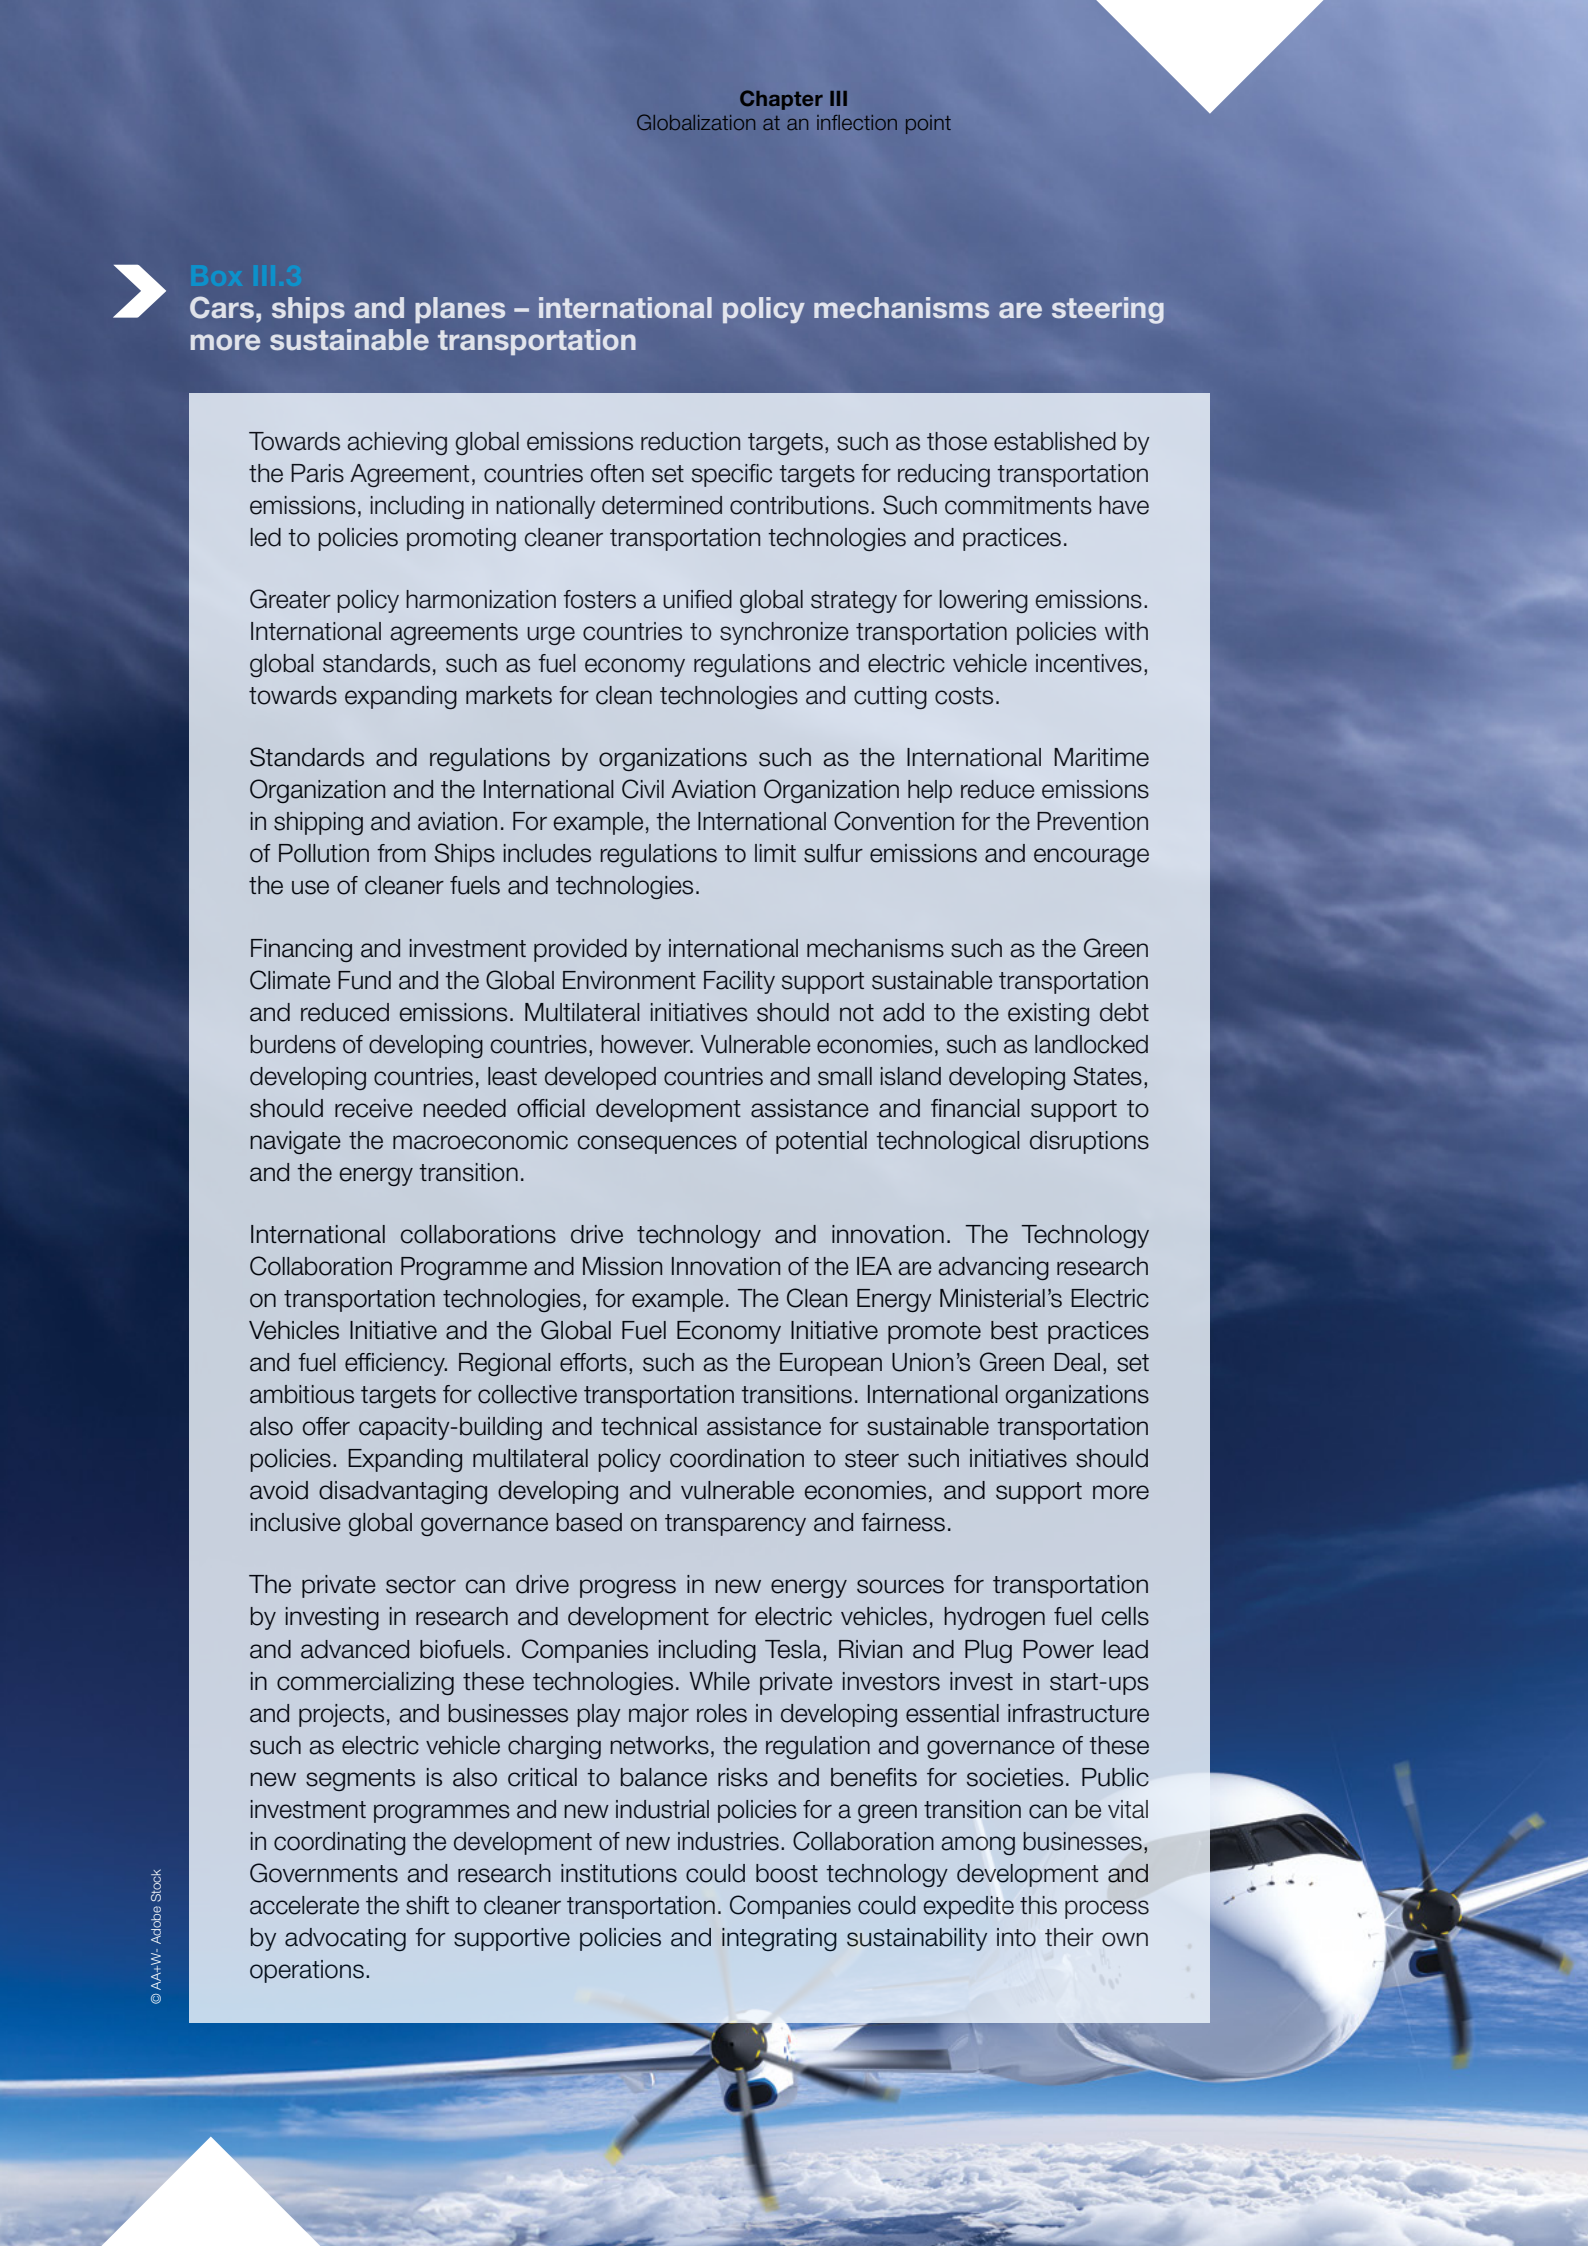 Chapter III
Globalization at an inflection point
Box III.3
Cars, ships and planes – international policy mechanisms are steering
more sustainable transportation
Towards achieving global emissions reduction targets, such as those established by
the Paris Agreement, countries often set specific targets for reducing transportation
emissions, including in nationally determined contributions. Such commitments have
led to policies promoting cleaner transportation technologies and practices.
Greater policy harmonization fosters a unified global strategy for lowering emissions.
International agreements urge countries to synchronize transportation policies with
global standards, such as fuel economy regulations and electric vehicle incentives,
towards expanding markets for clean technologies and cutting costs.
Standards and regulations by organizations such as the International Maritime
Organization and the International Civil Aviation Organization help reduce emissions
in shipping and aviation. For example, the International Convention for the Prevention
of Pollution from Ships includes regulations to limit sulfur emissions and encourage
the use of cleaner fuels and technologies.
Financing and investment provided by international mechanisms such as the Green
Climate Fund and the Global Environment Facility support sustainable transportation
and reduced emissions. Multilateral initiatives should not add to the existing debt
burdens of developing countries, however. Vulnerable economies, such as landlocked
developing countries, least developed countries and small island developing States,
should receive needed official development assistance and financial support to
navigate the macroeconomic consequences of potential technological disruptions
and the energy transition.
International collaborations drive technology and innovation. The Technology
Collaboration Programme and Mission Innovation of the IEA are advancing research
on transportation technologies, for example. The Clean Energy Ministerial’s Electric
Vehicles Initiative and the Global Fuel Economy Initiative promote best practices
and fuel efficiency. Regional efforts, such as the European Union’s Green Deal, set
ambitious targets for collective transportation transitions. International organizations
also offer capacity-building and technical assistance for sustainable transportation
policies. Expanding multilateral policy coordination to steer such initiatives should
avoid disadvantaging developing and vulnerable economies, and support more
inclusive global governance based on transparency and fairness.
The private sector can drive progress in new energy sources for transportation
by investing in research and development for electric vehicles, hydrogen fuel cells
and advanced biofuels. Companies including Tesla, Rivian and Plug Power lead
in commercializing these technologies. While private investors invest in start-ups
and projects, and businesses play major roles in developing essential infrastructure
such as electric vehicle charging networks, the regulation and governance of these
new segments is also critical to balance risks and benefits for societies. Public
investment programmes and new industrial policies for a green transition can be vital
in coordinating the development of new industries. Collaboration among businesses,
Governments and research institutions could boost technology development and
accelerate the shift to cleaner transportation. Companies could expedite this process
by advocating for supportive policies and integrating sustainability into their own
operations.
© AA+W- Adobe Stock